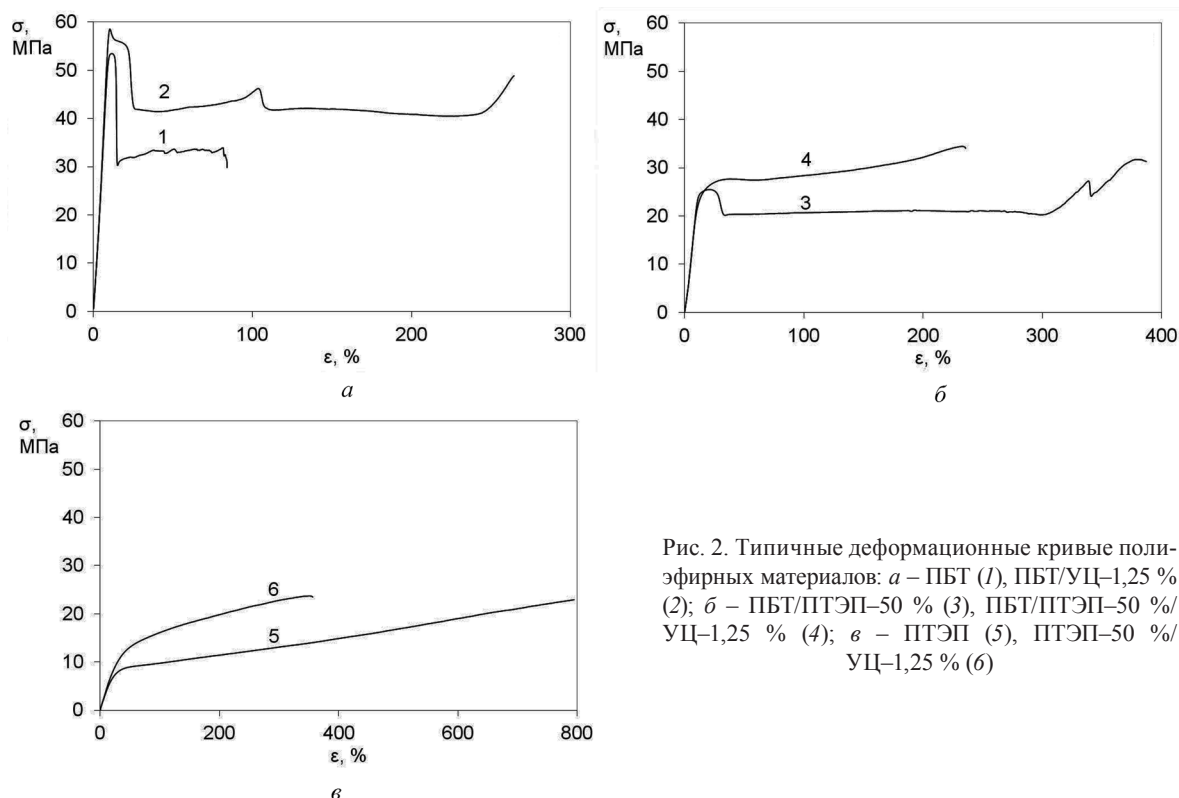 σ,
МПа
60
50
40
30
20
10
0
2
1
0 100 200 300
ε, %
а
σ,
МПа
60
50
40
30
20
10
0
4
3
0 100 200 300 400
ε, %
б
σ,
МПа
60
50
40
30
20
10
0
6
5
0 200 400 600 800
ε, %
в
Рис. 2. Типичные деформационные кривые поли-
эфирных материалов: а – ПБТ (1), ПБТ/УЦ–1,25 %
(2); б – ПБТ/ПТЭП–50 % (3), ПБТ/ПТЭП–50 %/
УЦ–1,25 % (4); в – ПТЭП (5), ПТЭП–50 %/
УЦ–1,25 % (6)